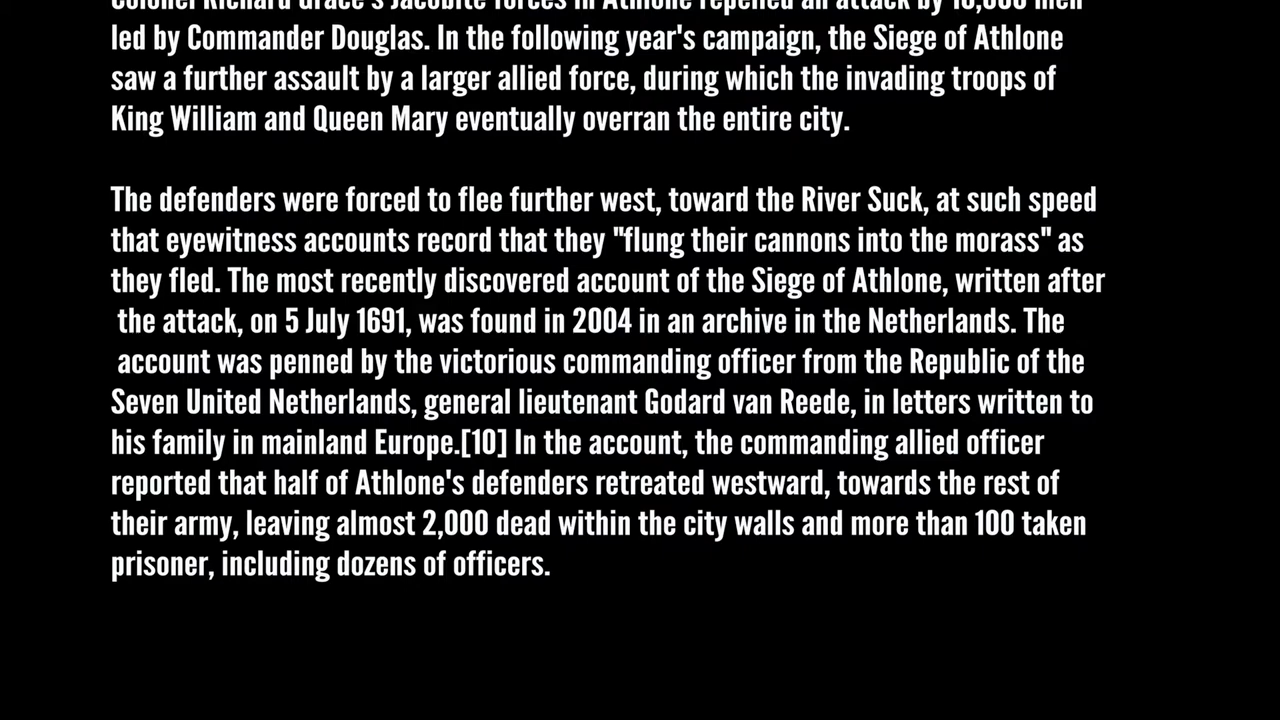 Colonel Richard Grace's Jacobite forces in Athlone repelled an attack by 10,000 men
led by Commander Douglas. In the following year's campaign, the Siege of Athlone
saw a further assault by a larger allied force, during which the invading troops of
King William and Queen Mary eventually overran the entire city.
The defenders were forced to flee further west, toward the River Suck, at such speed
that eyewitness accounts record that they "flung their cannons into the morass" as
they fled. The most recently discovered account of the Siege of Athlone, written after
the attack, on 5 July 1691, was found in 2004 in an archive in the Netherlands. The
account was penned by the victorious commanding officer from the Republic of the
Seven United Netherlands, general lieutenant Godard van Reede, in letters written to
his family in mainland Europe.[10] In the account, the commanding allied officer
reported that half of Athlone's defenders retreated westward, towards the rest of
their army, leaving almost 2,000 dead within the city walls and more than 100 taken
prisoner, including dozens of officers.